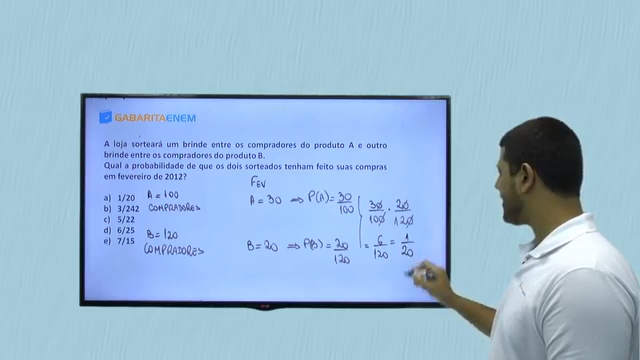 GABARITAENEM
A loja sorteará um brinde entre os compradores do produto A e outro
brinde entre os compradores do produto B.
Qual a probabilidade de que os dois sorteados tenham feito suas compras
em fevereiro de 2012?
a) 1/20
b) 3/242
c) 5/22
d) 6/25
e) 7/15
A = 100
COMPRADORES
B = 120
COMPRADORES
FEV
A = 30 ⇒ P(A) = 30/100
B = 20 ⇒ P(B) = 20/120
30/100 · 20/120
= 6/120 = 1/20